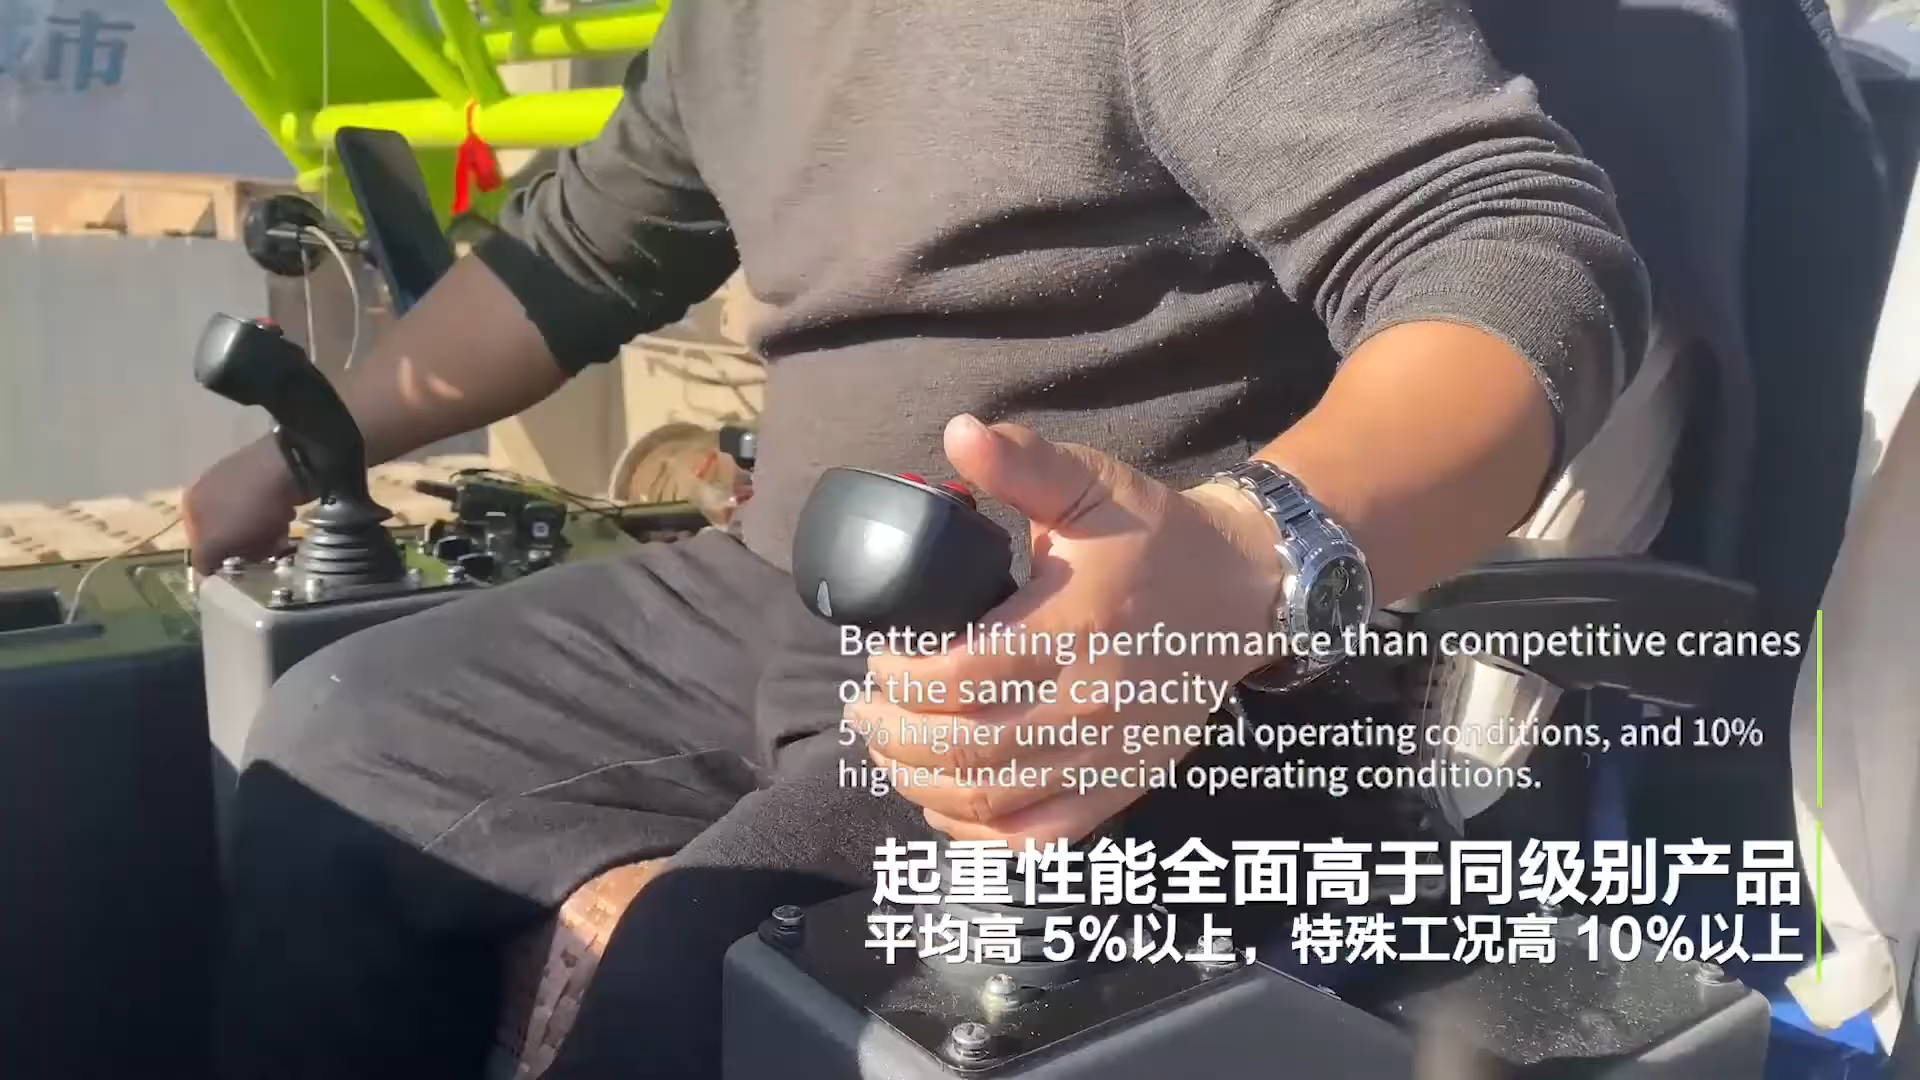 市
Better lifting performance than competitive cranes
of the same capacity.
5% higher under general operating conditions, and 10%
higher under special operating conditions.
起重性能全面高于同级别产品
平均高 5%以上，特殊工况高 10%以上